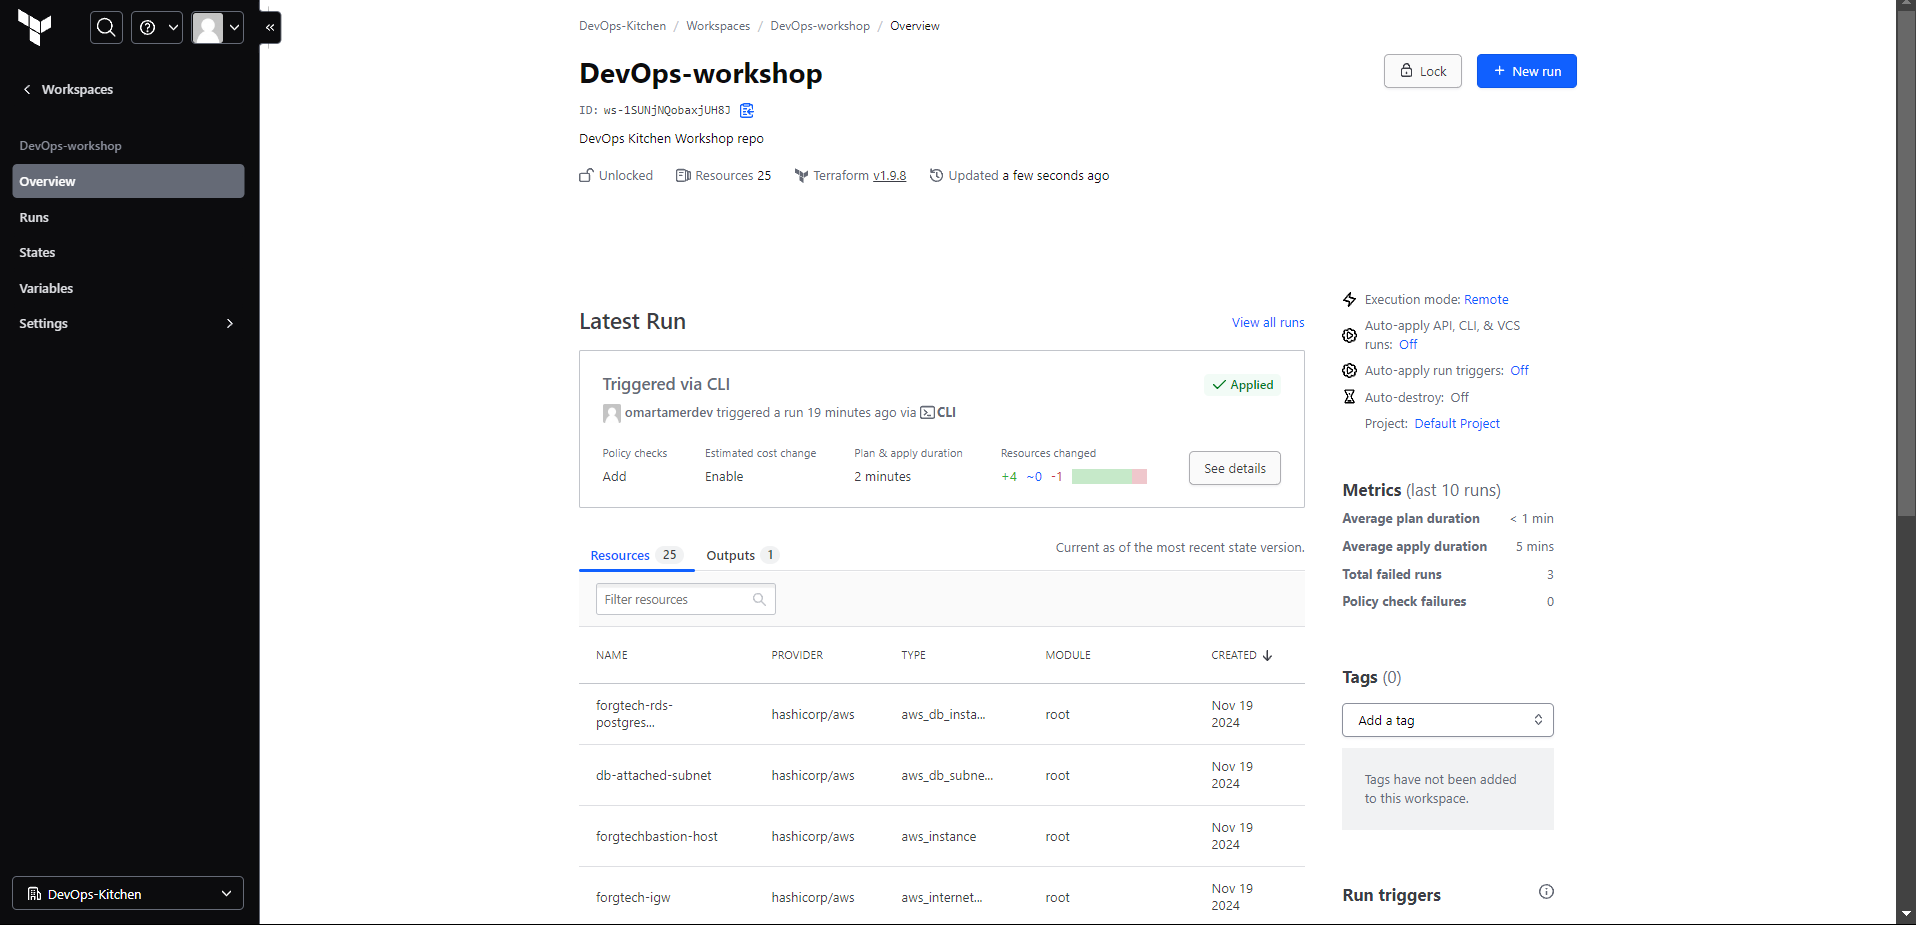 Workspaces
DevOps-workshop
Overview
Runs
States
Variables
Settings
DevOps-Kitchen
DevOps-Kitchen / Workspaces / DevOps-workshop / Overview
DevOps-workshop
Lock
+ New run
ID: ws-1SUNjNQobaxjUH8J
DevOps Kitchen Workshop repo
Unlocked Resources 25 Terraform v1.9.8 Updated a few seconds ago
Latest Run
View all runs
Triggered via CLI
Applied
omartamerdev triggered a run 19 minutes ago via CLI
Policy checks Estimated cost change Plan & apply duration Resources changed
Add Enable 2 minutes +4 ~0 -1
See details
Resources 25 Outputs 1
Current as of the most recent state version.
Filter resources
NAME PROVIDER TYPE MODULE CREATED
forgtech-rds-
postgres... hashicorp/aws aws_db_insta... root Nov 19
2024
db-attached-subnet hashicorp/aws aws_db_subne... root Nov 19
2024
forgtechbastion-host hashicorp/aws aws_instance root Nov 19
2024
forgtech-igw hashicorp/aws aws_internet... root Nov 19
2024
Execution mode: Remote
Auto-apply API, CLI, & VCS
runs: Off
Auto-apply run triggers: Off
Auto-destroy: Off
Project: Default Project
Metrics (last 10 runs)
Average plan duration < 1 min
Average apply duration 5 mins
Total failed runs 3
Policy check failures 0
Tags (0)
Add a tag
Tags have not been added
to this workspace.
Run triggers